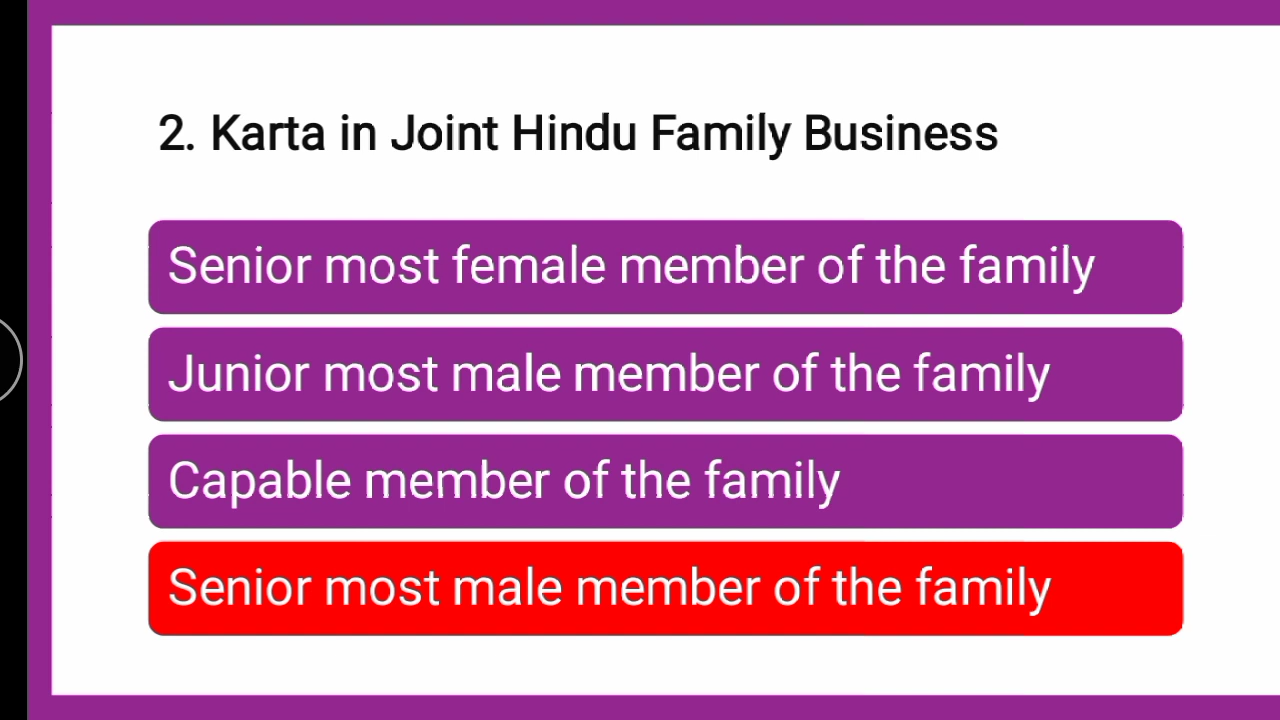 2. Karta in Joint Hindu Family Business
Senior most female member of the family
Junior most male member of the family
Capable member of the family
Senior most male member of the family